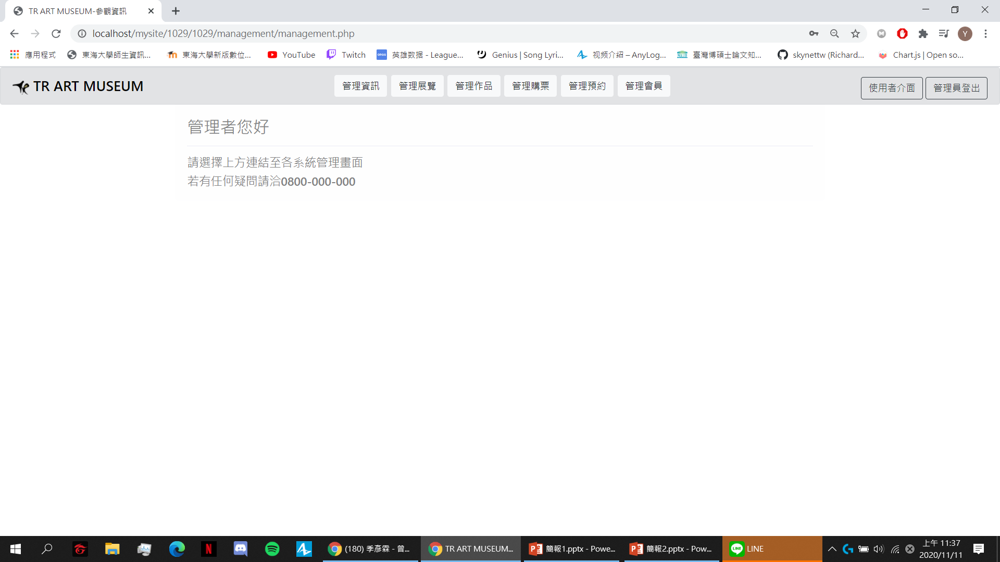 TR ART MUSEUM-參觀資訊
localhost/mysite/1029/1029/management/management.php
Y
應用程式
東海大學師生資訊...
東海大學新版數位...
YouTube
Twitch
OPGG
英雄数据 - League...
Genius | Song Lyri...
视频介绍 – AnyLog...
臺灣博碩士論文知...
skynettw (Richard...
Chart.js | Open so...
TR ART MUSEUM
管理資訊
管理展覽
管理作品
管理購票
管理預約
管理會員
使用者介面
管理員登出
管理者您好
請選擇上方連結至各系統管理畫面
若有任何疑問請洽0800-000-000
(180) 季彥霖 - 曾...
TR ART MUSEUM...
簡報1.pptx - Powe...
簡報2.pptx - Pow...
LINE
上午 11:37
2020/11/11